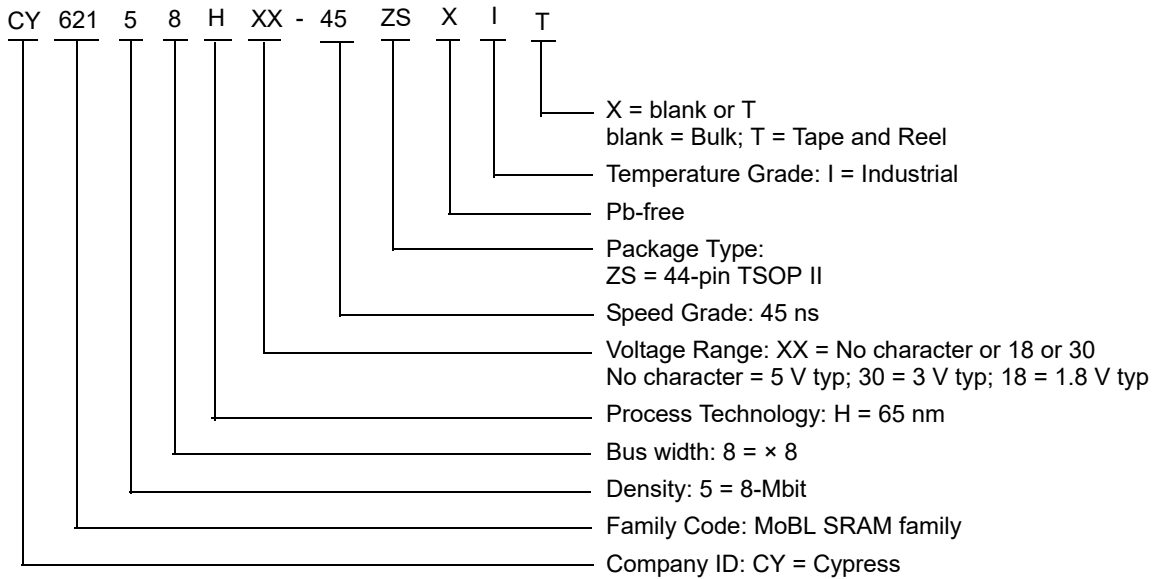 CY 621 5 8 H XX - 45 ZS X I T
X = blank or T
blank = Bulk; T = Tape and Reel
Temperature Grade: I = Industrial
Pb-free
Package Type:
ZS = 44-pin TSOP II
Speed Grade: 45 ns
Voltage Range: XX = No character or 18 or 30
No character = 5 V typ; 30 = 3 V typ; 18 = 1.8 V typ
Process Technology: H = 65 nm
Bus width: 8 = × 8
Density: 5 = 8-Mbit
Family Code: MoBL SRAM family
Company ID: CY = Cypress